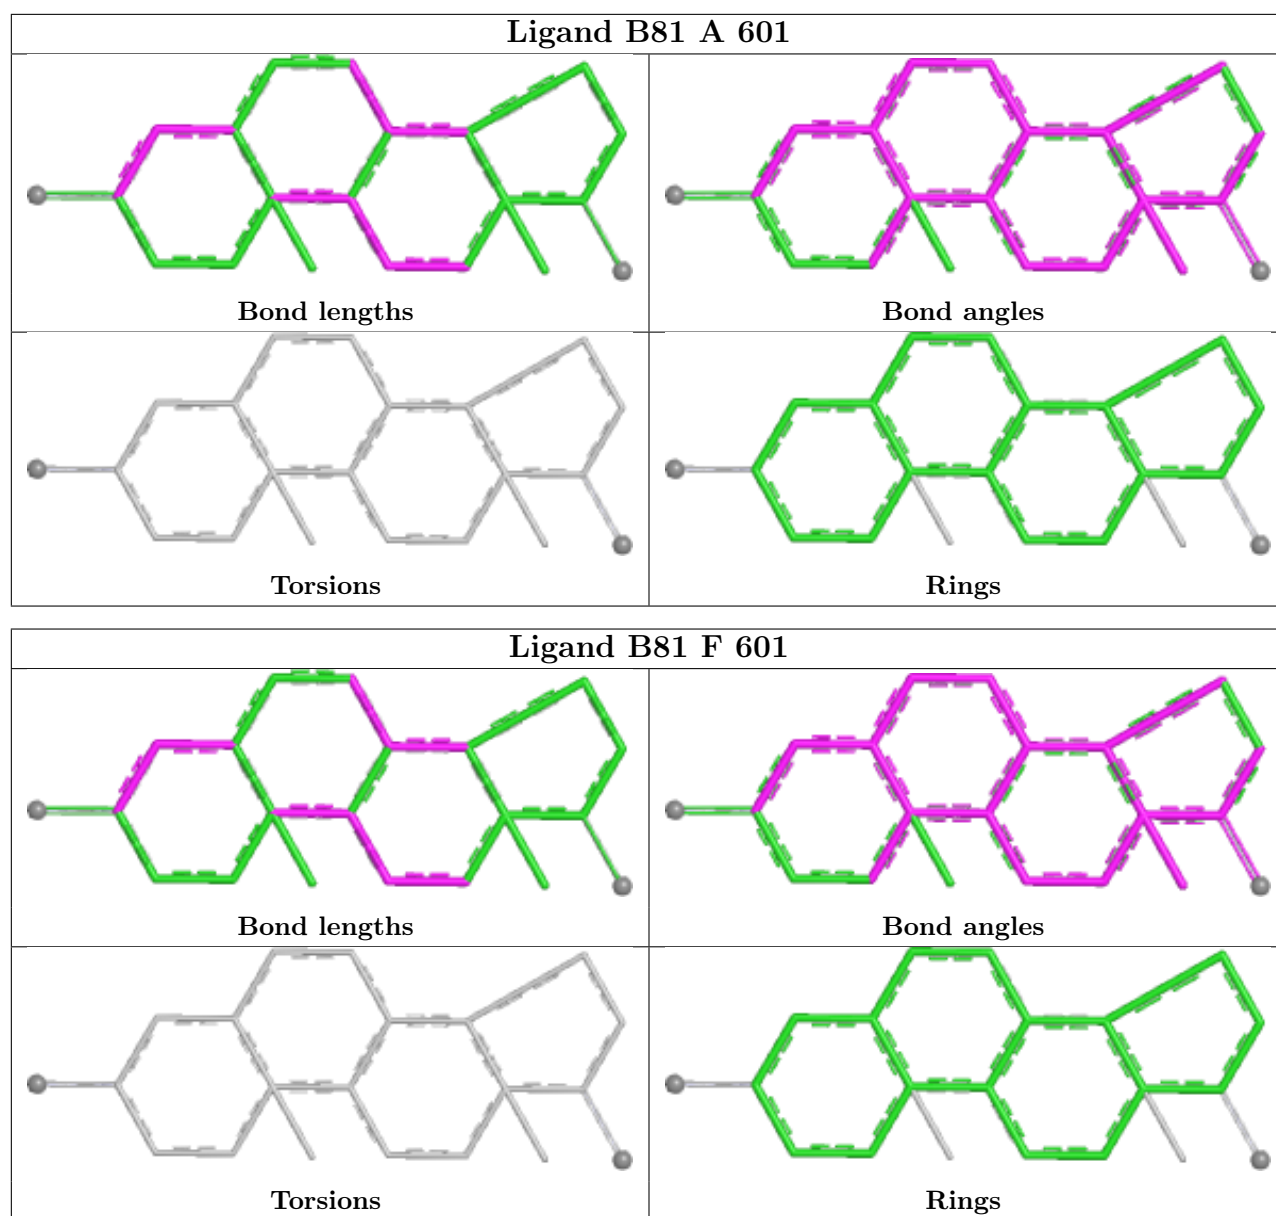 Ligand B81 A 601
Bond lengths
Bond angles
Torsions
Rings
Ligand B81 F 601
Bond lengths
Bond angles
Torsions
Rings